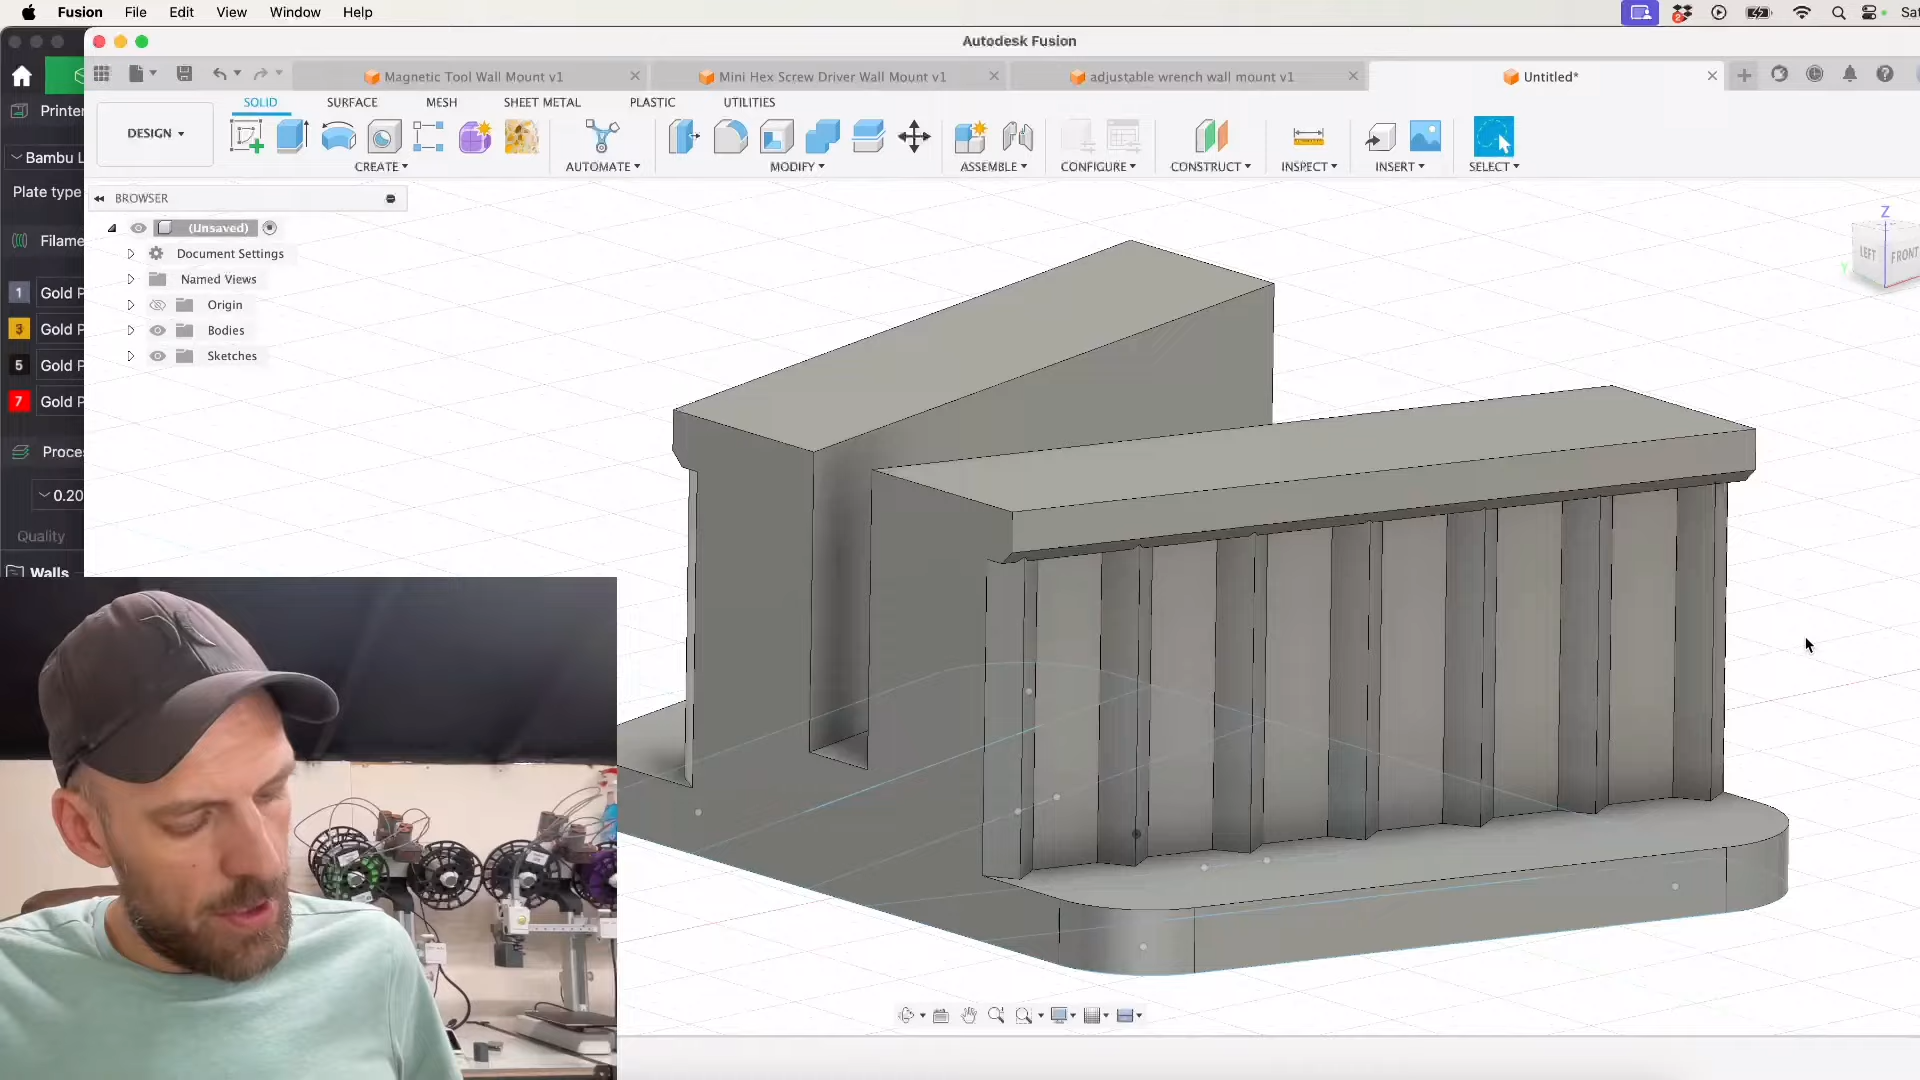 Fusion File Edit View Window Help
Autodesk Fusion
Magnetic Tool Wall Mount v1 Mini Hex Screw Driver Wall Mount v1 adjustable wrench wall mount v1 Untitled*
SOLID SURFACE MESH SHEET METAL PLASTIC UTILITIES
DESIGN
CREATE AUTOMATE MODIFY ASSEMBLE CONFIGURE CONSTRUCT INSPECT INSERT SELECT
BROWSER
(Unsaved)
Document Settings
Named Views
Origin
Bodies
Sketches
Printer
Bambu L
Plate type
Filame
1 Gold P
3 Gold P
5 Gold P
7 Gold P
Proce
0.20
Quality
Walls
Z
LEFT FRONT